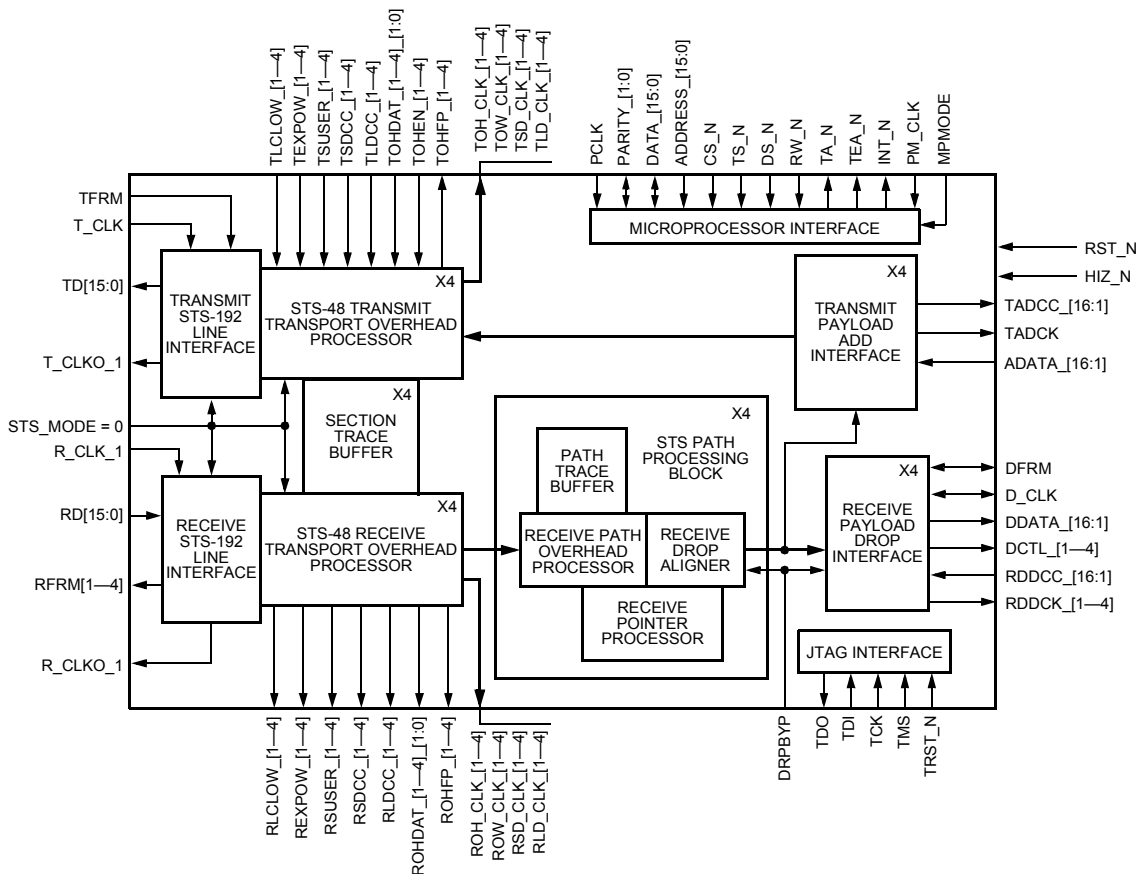 TLCLOW_[1—4]
TEXPOW_[1—4]
TSUSER_[1—4]
TSDCC_[1—4]
TLDCC_[1—4]
TOHDAT_[1—4]_[1:0]
TOHEN_[1—4]
TOHFP_[1—4]
TOH_CLK_[1—4]
TOW_CLK_[1—4]
TSD_CLK_[1—4]
TLD_CLK_[1—4]
PCLK
PARITY_[1:0]
DATA_[15:0]
ADDRESS_[15:0]
CS_N
TS_N
DS_N
RW_N
TA_N
TEA_N
INT_N
PM_CLK
MPMODE
MICROPROCESSOR INTERFACE
TFRM
T_CLK
TD[15:0]
T_CLKO_1
STS_MODE = 0
R_CLK_1
RD[15:0]
RFRM[1—4]
R_CLKO_1
TRANSMIT
STS-192
LINE
INTERFACE
X4
STS-48 TRANSMIT
TRANSPORT OVERHEAD
PROCESSOR
X4
SECTION
TRACE
BUFFER
RECEIVE
STS-192
LINE
INTERFACE
X4
STS-48 RECEIVE
TRANSPORT OVERHEAD
PROCESSOR
X4
STS PATH
PROCESSING
BLOCK
PATH
TRACE
BUFFER
RECEIVE PATH
OVERHEAD
PROCESSOR
RECEIVE
DROP
ALIGNER
RECEIVE
POINTER
PROCESSOR
X4
TRANSMIT
PAYLOAD
ADD
INTERFACE
X4
RECEIVE
PAYLOAD
DROP
INTERFACE
JTAG INTERFACE
RST_N
HIZ_N
TADCC_[16:1]
TADCK
ADATA_[16:1]
DFRM
D_CLK
DDATA_[16:1]
DCTL_[1—4]
RDDCC_[16:1]
RDDCK_[1—4]
RLCLOW_[1—4]
REXPOW_[1—4]
RSUSER_[1—4]
RSDCC_[1—4]
RLDCC_[1—4]
ROHDAT_[1—4]_[1:0]
ROHFP_[1—4]
ROH_CLK_[1—4]
ROW_CLK_[1—4]
RSD_CLK_[1—4]
RLD_CLK_[1—4]
DRPBYP
TDO
TDI
TCK
TMS
TRST_N